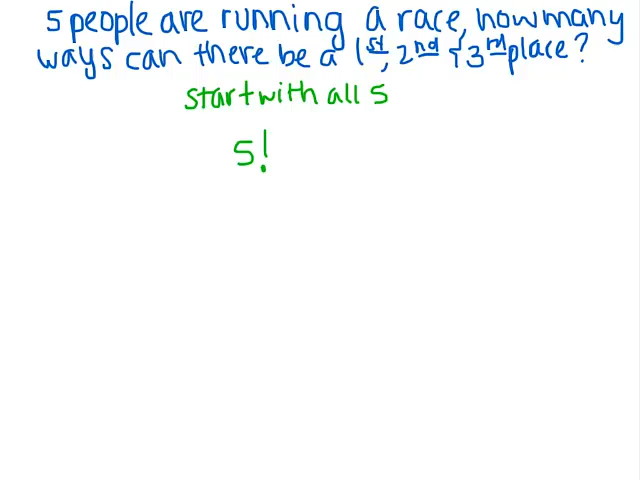 5 people are running a race, how many
ways can there be a 1st, 2nd & 3rd place?
start with all 5
5!